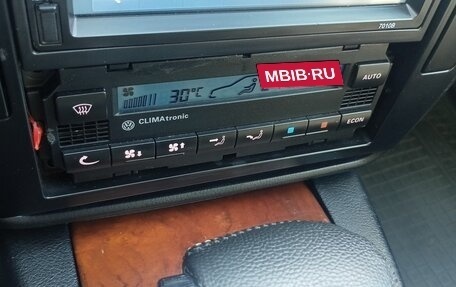 7010B
30°C
MBIB·RU
AUTO
CLIMAtronic
ECON